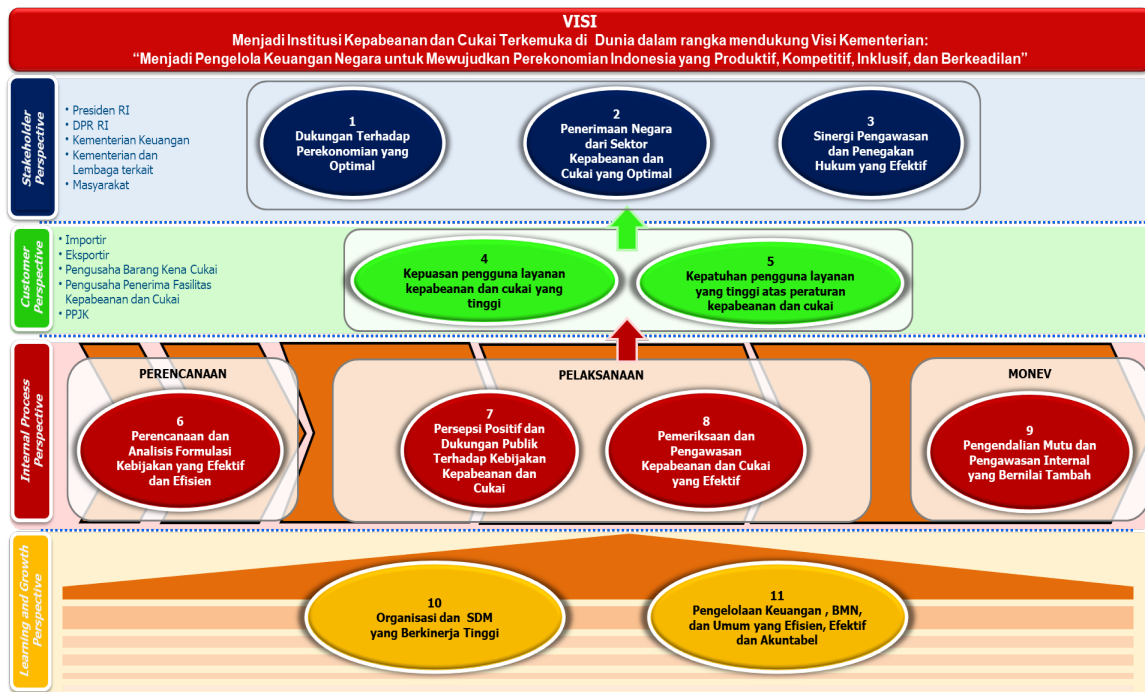 VISI
Menjadi Institusi Kepabeanan dan Cukai Terkemuka di Dunia dalam rangka mendukung Visi Kementerian:
“Menjadi Pengelola Keuangan Negara untuk Mewujudkan Perekonomian Indonesia yang Produktif, Kompetitif, Inklusif, dan Berkeadilan”
Stakeholder
Perspective
• Presiden RI
• DPR RI
• Kementerian Keuangan
• Kementerian dan
Lembaga terkait
• Masyarakat
1
Dukungan Terhadap
Perekonomian yang
Optimal
2
Penerimaan Negara
dari Sektor
Kepabeanan dan
Cukai yang Optimal
3
Sinergi Pengawasan
dan Penegakan
Hukum yang Efektif
Customer
Perspective
• Importir
• Eksportir
• Pengusaha Barang Kena Cukai
• Pengusaha Penerima Fasilitas
Kepabeanan dan Cukai
• PPJK
4
Kepuasan pengguna layanan
kepabeanan dan cukai yang
tinggi
5
Kepatuhan pengguna layanan
yang tinggi atas peraturan
kepabeanan dan cukai
Internal Process
Perspective
PERENCANAAN
6
Perencanaan dan
Analisis Formulasi
Kebijakan yang Efektif
dan Efisien
PELAKSANAAN
7
Persepsi Positif dan
Dukungan Publik
Terhadap Kebijakan
Kepabeanan dan
Cukai
8
Pemeriksaan dan
Pengawasan
Kepabeanan dan Cukai
yang Efektif
MONEV
9
Pengendalian Mutu dan
Pengawasan Internal
yang Bernilai Tambah
Learning and Growth
Perspective
10
Organisasi dan SDM
yang Berkinerja Tinggi
11
Pengelolaan Keuangan , BMN,
dan Umum yang Efisien, Efektif
dan Akuntabel